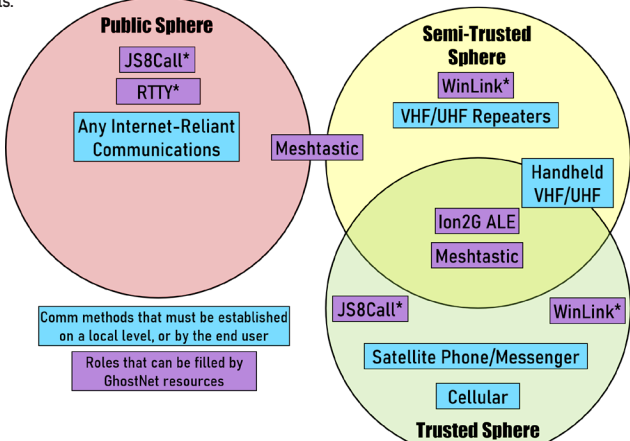 ls.
Public Sphere
JS8Call*
RTTY*
Any Internet-Reliant
Communications
Meshtastic
Semi-Trusted
Sphere
WinLink*
VHF/UHF Repeaters
Handheld
VHF/UHF
Ion2G ALE
Meshtastic
JS8Call*
WinLink*
Satellite Phone/Messenger
Cellular
Trusted Sphere
Comm methods that must be established
on a local level, or by the end user
Roles that can be filled by
GhostNet resources